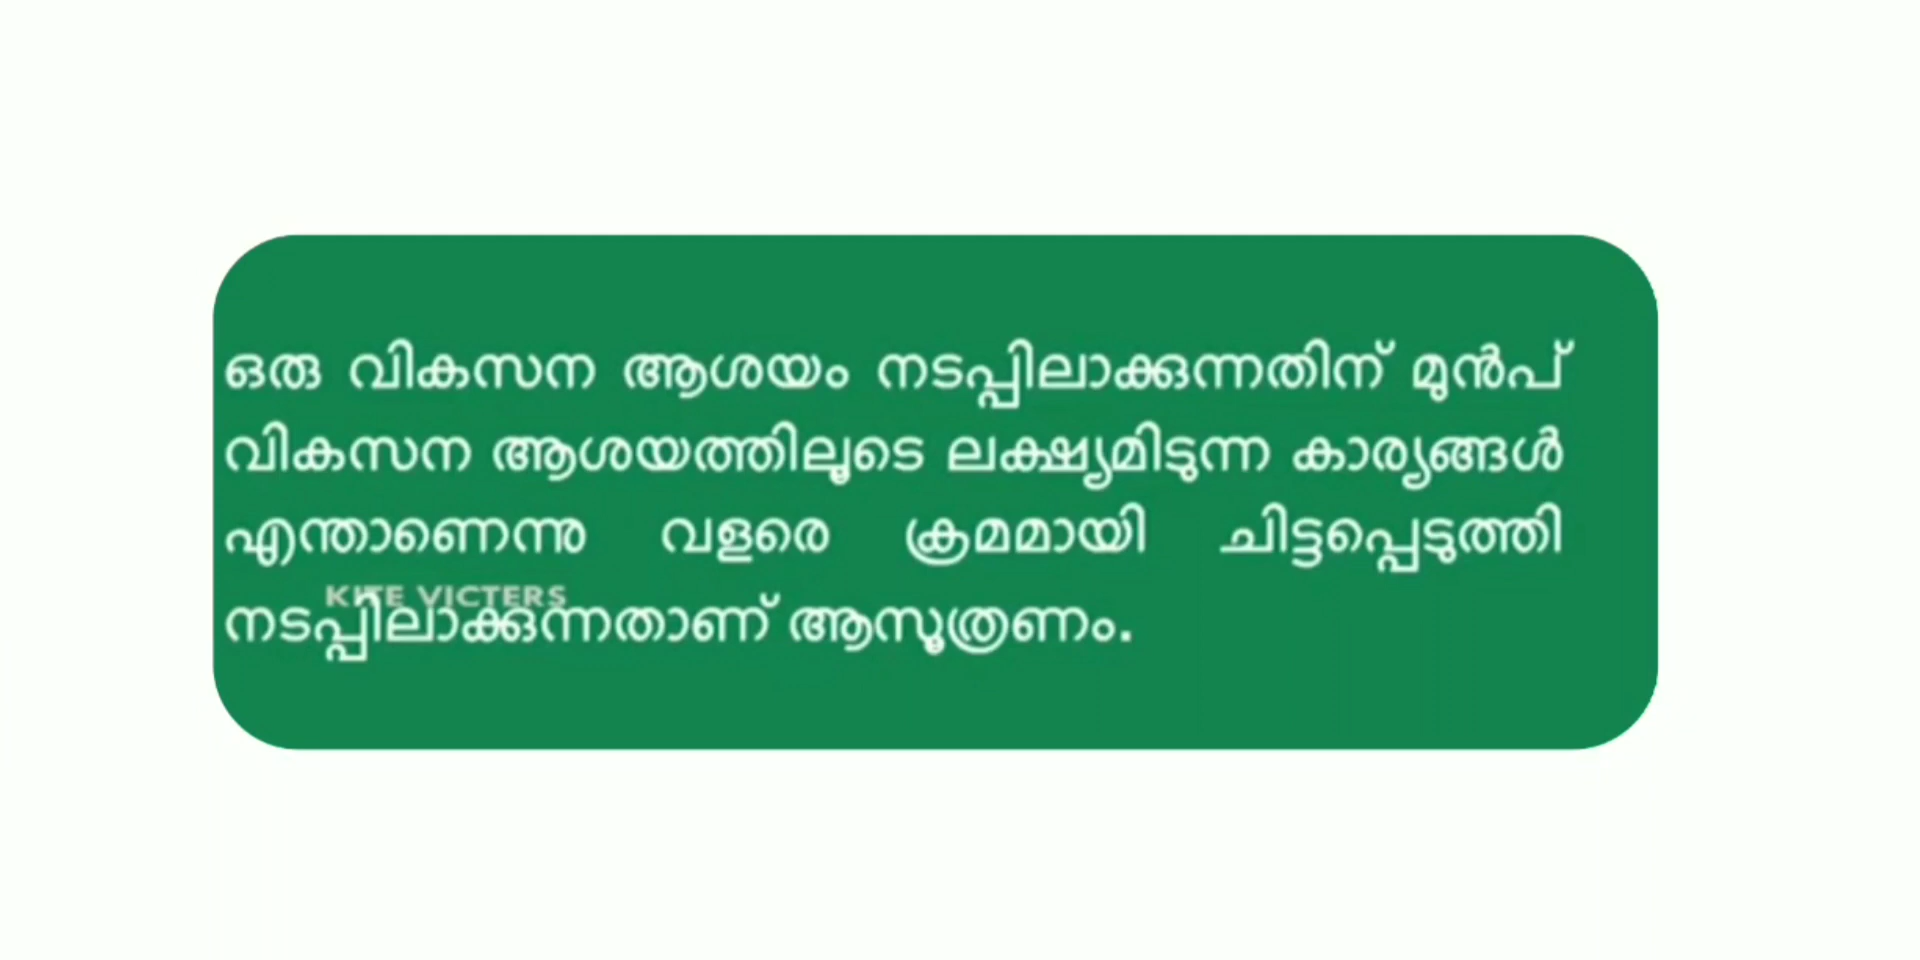 ഒരു വികസന ആശയം നടപ്പിലാക്കുന്നതിന് മുൻപ്
വികസന ആശയത്തിലൂടെ ലക്ഷ്യമിടുന്ന കാര്യങ്ങൾ
എന്താണെന്നു വളരെ ക്രമമായി ചിട്ടപ്പെടുത്തി
KITE VICTERS
നടപ്പിലാക്കുന്നതാണ് ആസൂത്രണം.